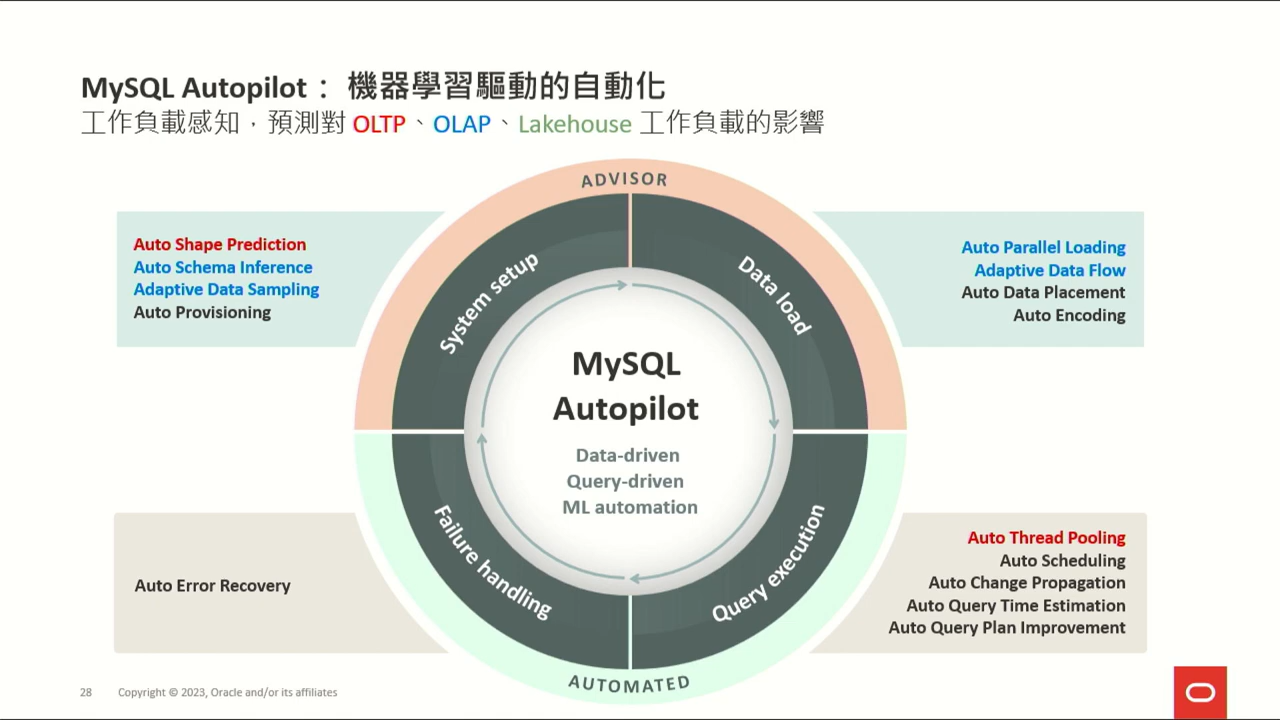 MySQL Autopilot： 機器學習驅動的自動化
工作負載感知，預測對 OLTP、OLAP、Lakehouse 工作負載的影響
ADVISOR
Auto Shape Prediction
Auto Schema Inference
Adaptive Data Sampling
Auto Provisioning
System setup
Data load
Auto Parallel Loading
Adaptive Data Flow
Auto Data Placement
Auto Encoding
MySQL
Autopilot
Data-driven
Query-driven
ML automation
Auto Error Recovery
Failure handling
Query execution
Auto Thread Pooling
Auto Scheduling
Auto Change Propagation
Auto Query Time Estimation
Auto Query Plan Improvement
AUTOMATED
28 Copyright © 2023, Oracle and/or its affiliates